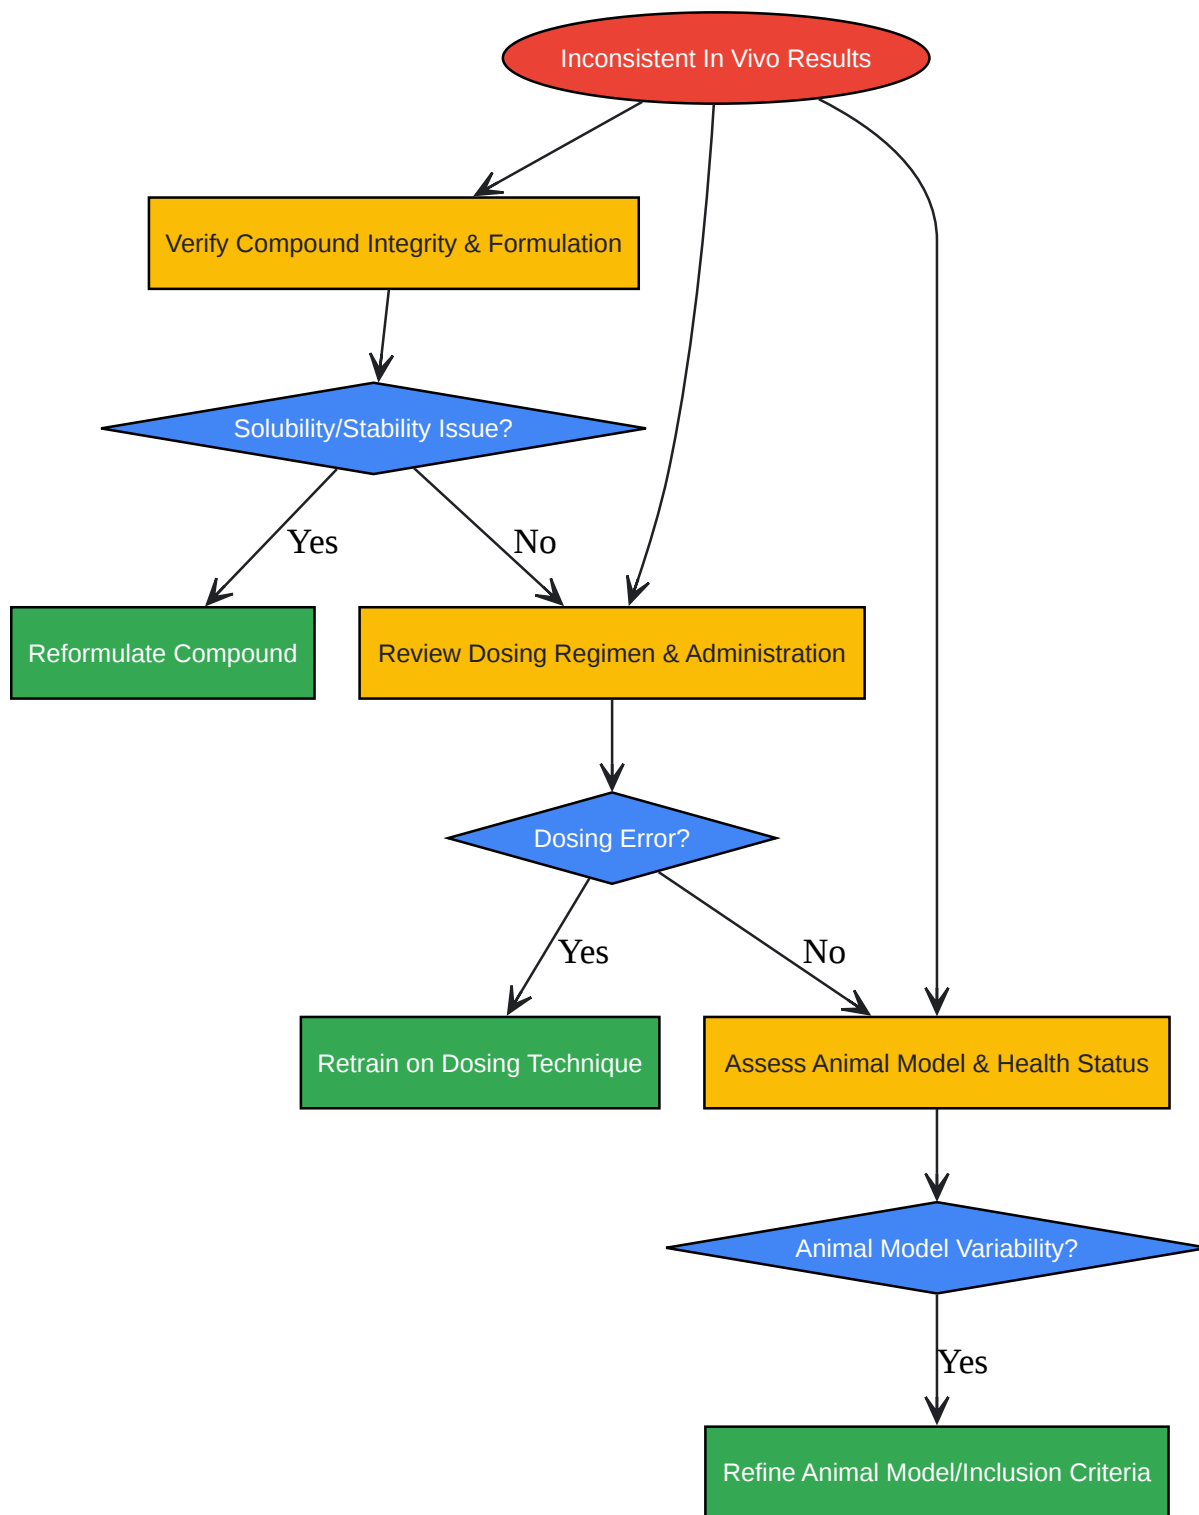 Inconsistent In Vivo Results
Verify Compound Integrity & Formulation
Solubility/Stability Issue?
Yes
No
Reformulate Compound
Review Dosing Regimen & Administration
Dosing Error?
Yes
No
Retrain on Dosing Technique
Assess Animal Model & Health Status
Animal Model Variability?
Yes
Refine Animal Model/Inclusion Criteria